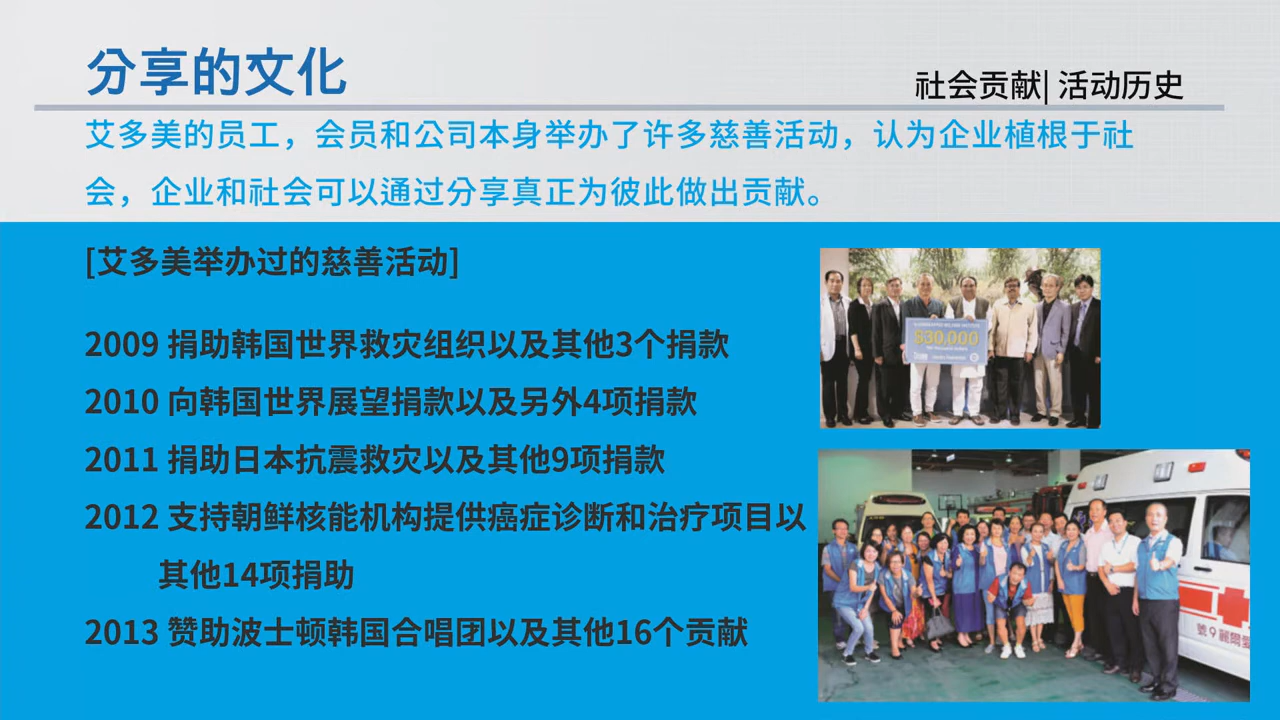 分享的文化
社会贡献| 活动历史
艾多美的员工，会员和公司本身举办了许多慈善活动，认为企业植根于社
会，企业和社会可以通过分享真正为彼此做出贡献。
[艾多美举办过的慈善活动]
2009 捐助韩国世界救灾组织以及其他3个捐款
2010 向韩国世界展望捐款以及另外4项捐款
2011 捐助日本抗震救灾以及其他9项捐款
2012 支持朝鲜核能机构提供癌症诊断和治疗项目以
其他14项捐助
2013 赞助波士顿韩国合唱团以及其他16个贡献
$30,000
號9麗爾愛